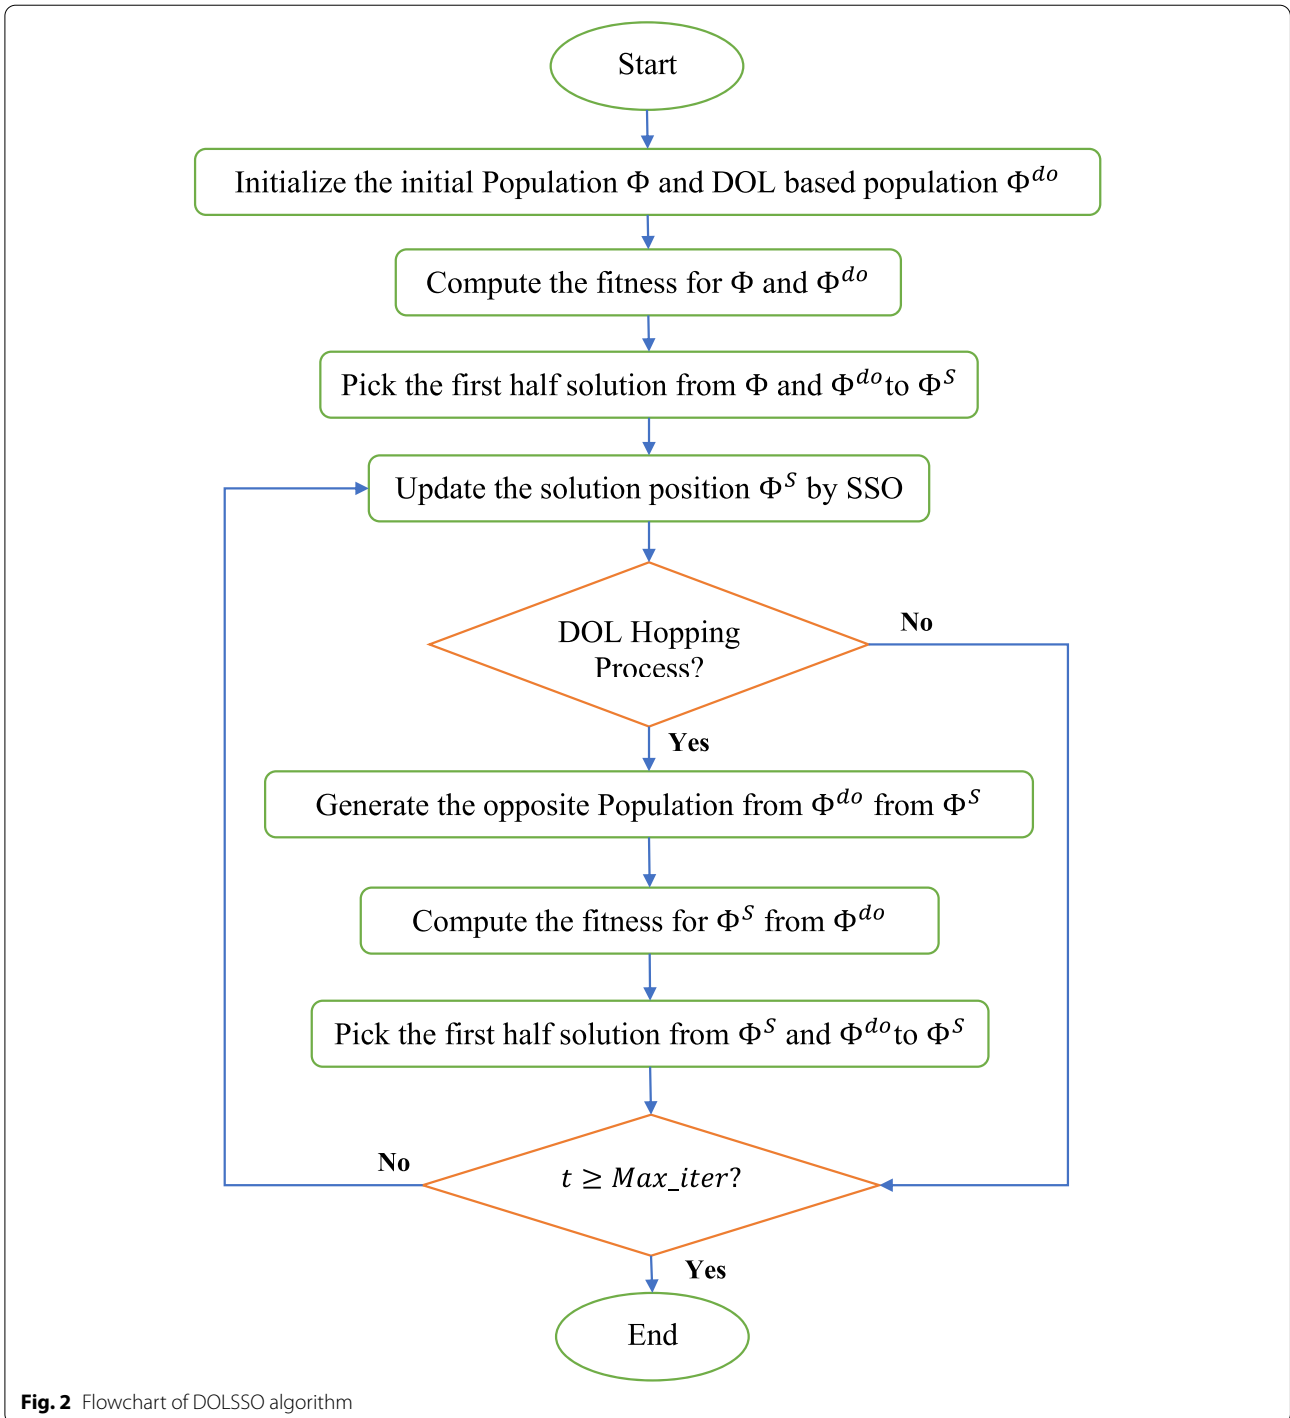 Start
Initialize the initial Population Φ and DOL based population Φ^do
Compute the fitness for Φ and Φ^do
Pick the first half solution from Φ and Φ^do to Φ^S
Update the solution position Φ^S by SSO
DOL Hopping
Process?
No
Yes
Generate the opposite Population from Φ^do from Φ^S
Compute the fitness for Φ^S from Φ^do
Pick the first half solution from Φ^S and Φ^do to Φ^S
No
t ≥ Max_iter?
Yes
End
Fig. 2 Flowchart of DOLSSO algorithm